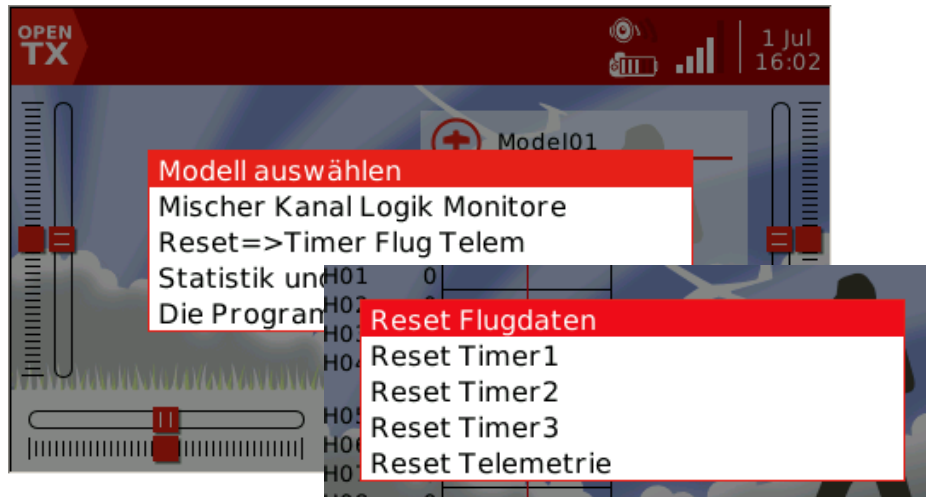 OPEN
TX
1 Jul
16:02
Model01
Modell auswählen
Mischer Kanal Logik Monitore
Reset=>Timer Flug Telem
Statistik und
H01 0
Die Program
Reset Flugdaten
Reset Timer1
Reset Timer2
Reset Timer3
Reset Telemetrie